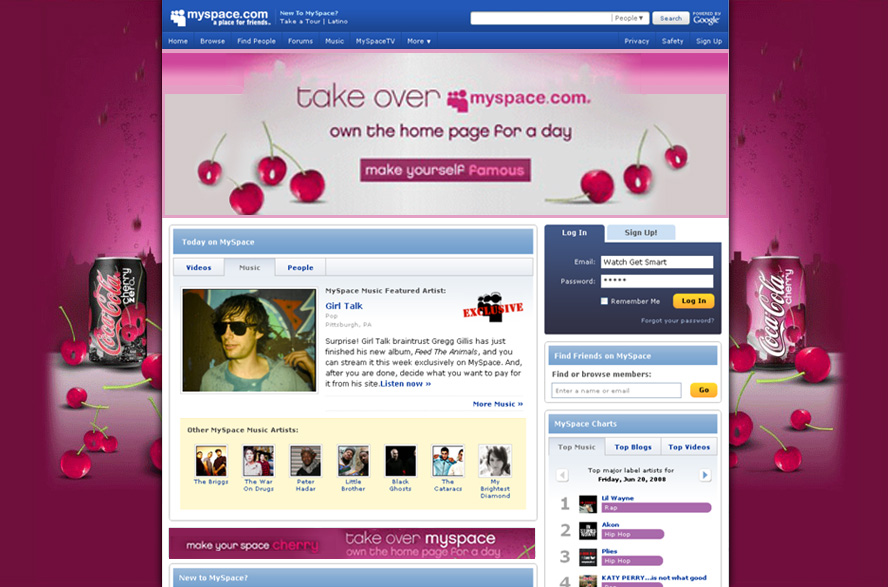 myspace.com
a place for friends.
New To MySpace?
Take a Tour | Latino
People ▼
Search
POWERED BY
Google
Home Browse Find People Forums Music MySpaceTV More ▼ Privacy Safety Sign Up
take over myspace.com
own the home page for a day
make yourself famous
Today on MySpace
Videos Music People
MySpace Music Featured Artist:
Girl Talk
Pop
Pittsburgh, PA
EXCLUSIVE
Surprise! Girl Talk braintrust Gregg Gillis has just
finished his new album, Feed The Animals, and you
can stream it this week exclusively on MySpace. And,
after you are done, decide what you want to pay for
it from his site.Listen now »
More Music »
Other MySpace Music Artists:
The Briggs
The War
On Drugs
Peter
Hadar
Little
Brother
Black
Ghosts
The
Cataracs
My
Brightest
Diamond
make your space cherry
take over myspace
own the home page for a day
New to MySpace?
Log In Sign Up!
Email: Watch Get Smart
Password: •••••
Remember Me Log In
Forgot your password?
Find Friends on MySpace
Find or browse members:
Enter a name or email Go
MySpace Charts
Top Music Top Blogs Top Videos
Top major label artists for
Friday, Jun 20, 2008
1 Lil Wayne
Rap
2 Akon
Hip Hop
3 Plies
Hip Hop
4 KATY PERRY...is not what good
Coca-Cola
cherry
zero
Coca-Cola
cherry